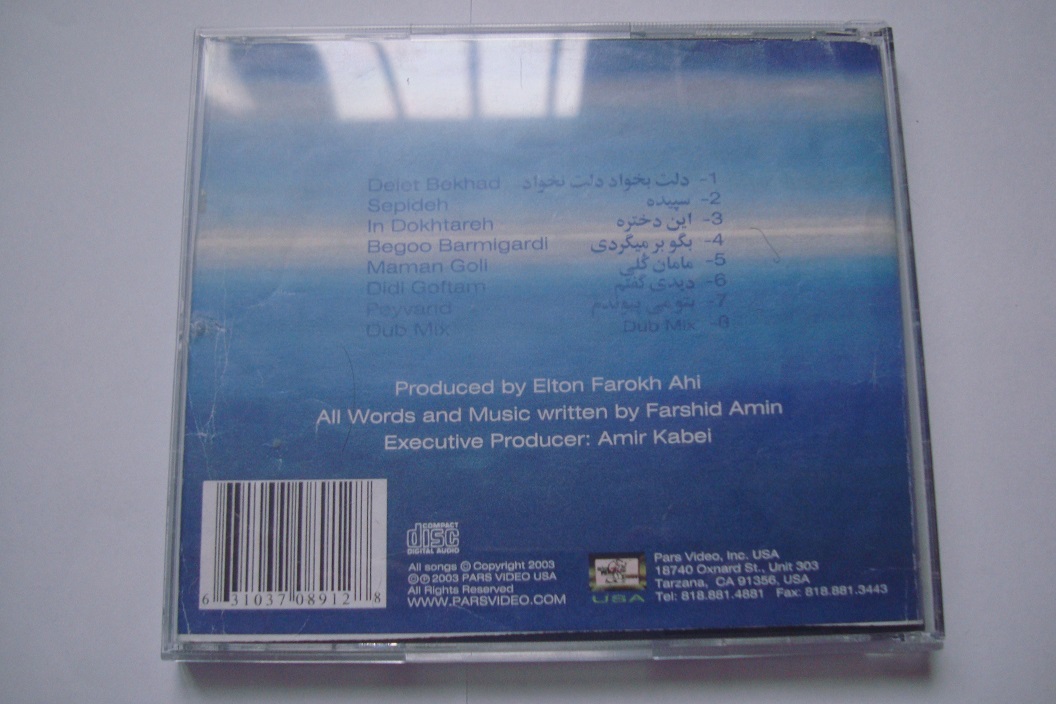 Delet Bekhad دلت بخواد دلت نخواد -1
Sepideh سپیده -2
In Dokhtareh این دختره -3
Begoo Barmigardi بگو بر میگردی -4
Maman Goli مامان گلی -5
Didi Goftam دیدی گفتم -6
Peyvand بتو می پیوندم -7
Dub Mix Dub Mix -8
Produced by Elton Farokh Ahi
All Words and Music written by Farshid Amin
Executive Producer: Amir Kabei
6 31037 08912 8
COMPACT
disc
DIGITAL AUDIO
All songs © Copyright 2003
©℗ 2003 PARS VIDEO USA
All Rights Reserved
WWW.PARSVIDEO.COM
USA
Pars Video, Inc. USA
18740 Oxnard St., Unit 303
Tarzana, CA 91356, USA
Tel: 818.881.4881 Fax: 818.881.3443